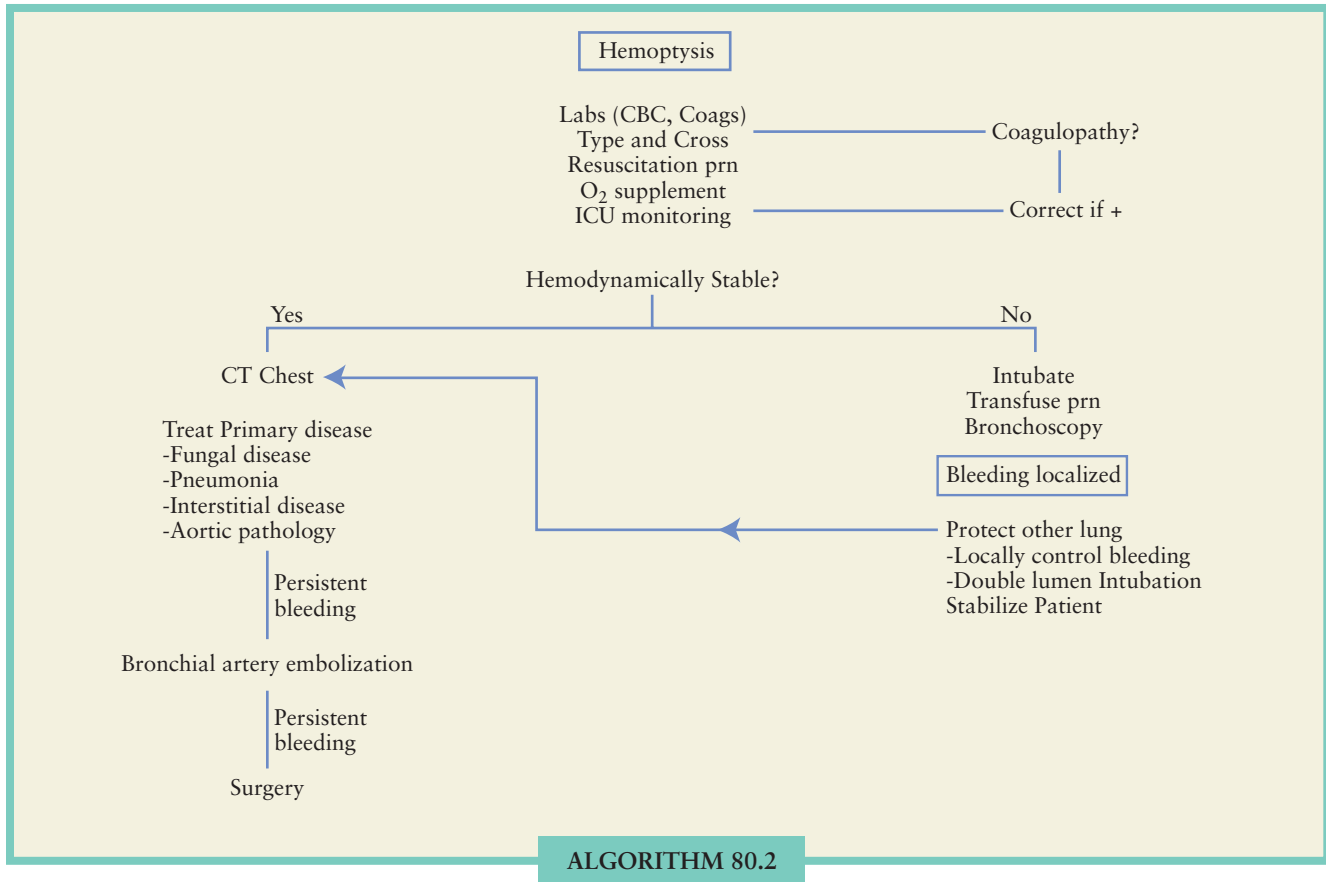 Hemoptysis
Labs (CBC, Coags)
Type and Cross
Resuscitation prn
O₂ supplement
ICU monitoring
Coagulopathy?
Correct if +
Hemodynamically Stable?
Yes
No
CT Chest
Treat Primary disease
-Fungal disease
-Pneumonia
-Interstitial disease
-Aortic pathology
Persistent
bleeding
Bronchial artery embolization
Persistent
bleeding
Surgery
Intubate
Transfuse prn
Bronchoscopy
Bleeding localized
Protect other lung
-Locally control bleeding
-Double lumen Intubation
Stabilize Patient
ALGORITHM 80.2